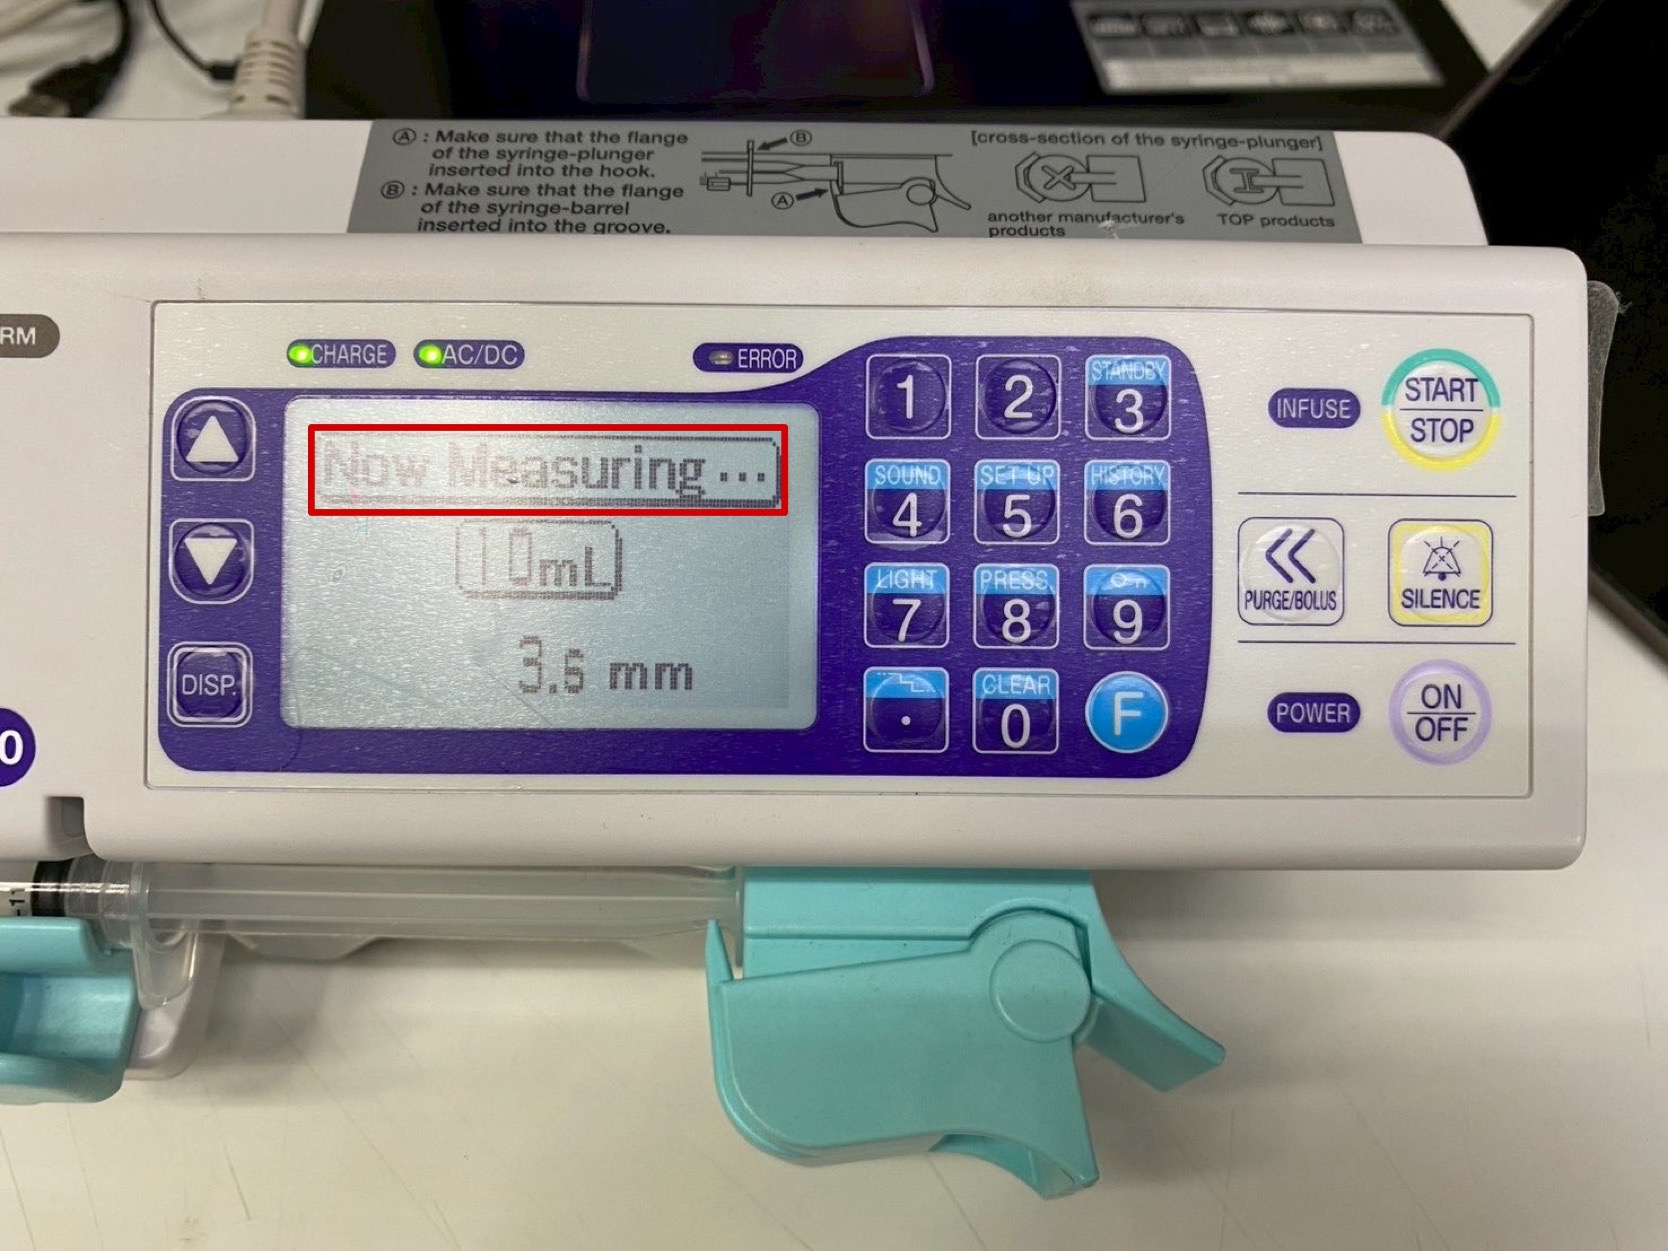 Ⓐ : Make sure that the flange
of the syringe-plunger
inserted into the hook.
Ⓑ : Make sure that the flange
of the syringe-barrel
inserted into the groove.
Ⓑ
Ⓐ
[cross-section of the syringe-plunger]
another manufacturer's
products
TOP products
RM
CHARGE
AC/DC
ERROR
Now Measuring...
10mL
3.5 mm
DISP.
1
2
STANDBY
3
SOUND
4
SET UP
5
HISTORY
6
LIGHT
7
PRESS.
8
9
.
CLEAR
0
F
INFUSE
START
STOP
PURGE/BOLUS
SILENCE
POWER
ON
OFF
0
-11